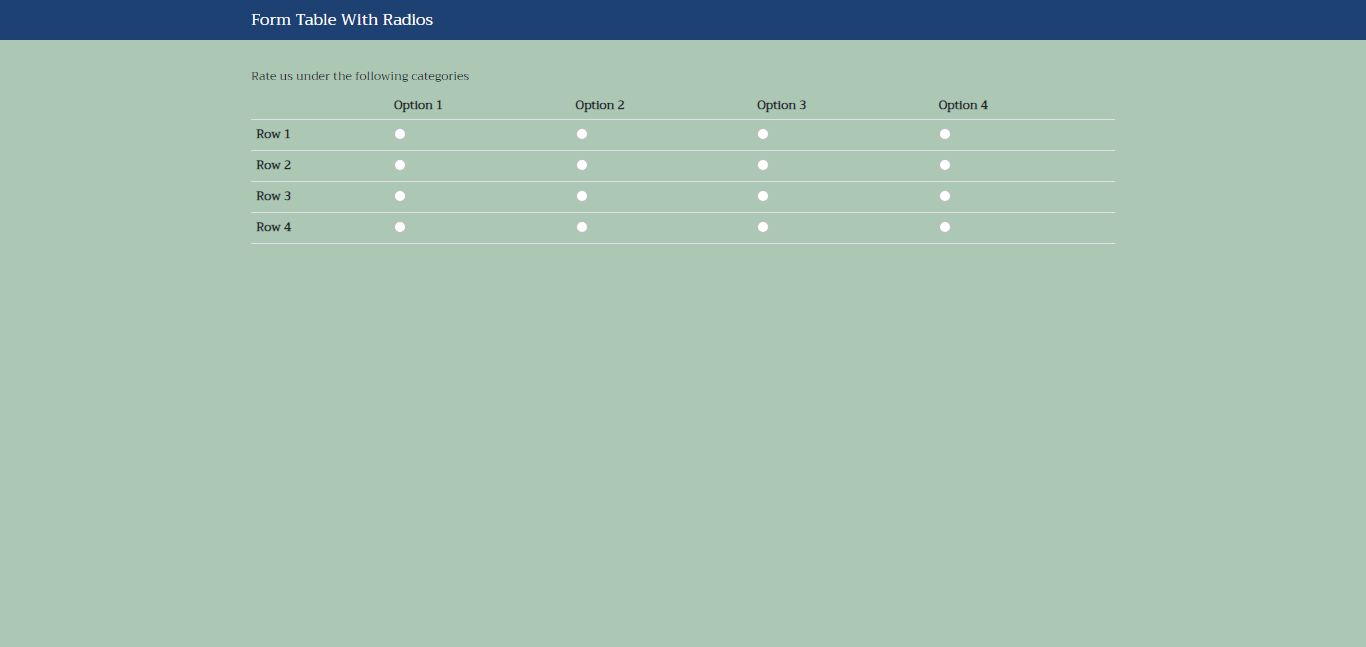 Form Table With Radios
Rate us under the following categories
Option 1 Option 2 Option 3 Option 4
Row 1
Row 2
Row 3
Row 4